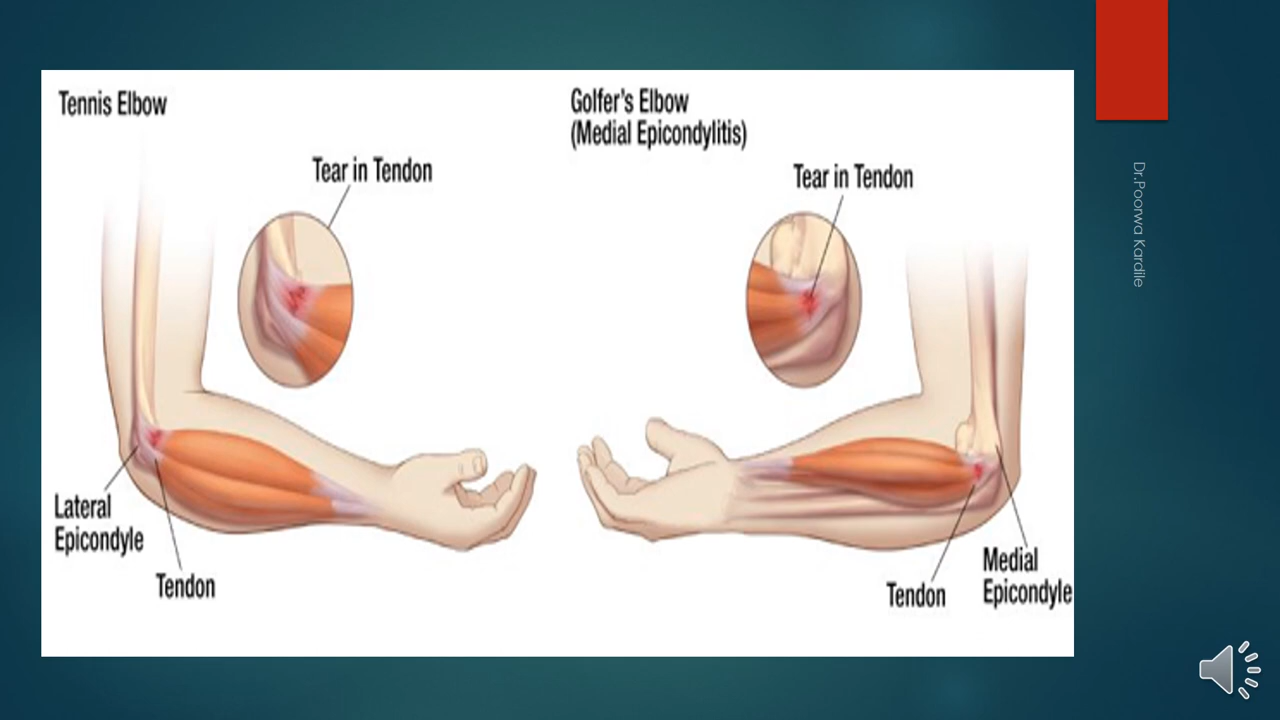 Tennis Elbow
Tear in Tendon
Lateral
Epicondyle
Tendon
Golfer's Elbow
(Medial Epicondylitis)
Tear in Tendon
Tendon
Medial
Epicondyle
Dr.Poorwa Kardile